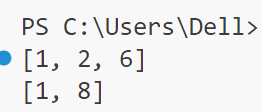 PS C:\Users\Dell>
[1, 2, 6]
[1, 8]